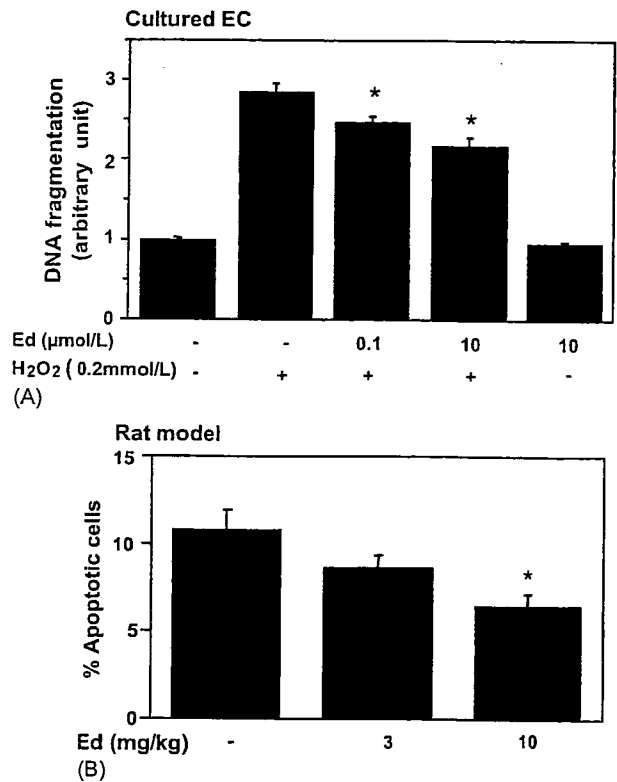 Cultured EC
DNA fragmentation
(arbitrary unit)
3
2
1
0
*
*
Ed (µmol/L) - - 0.1 10 10
H2O2 ( 0.2mmol/L) - + + + -
(A)
Rat model
% Apoptotic cells
15
10
5
0
*
Ed (mg/kg) - 3 10
(B)